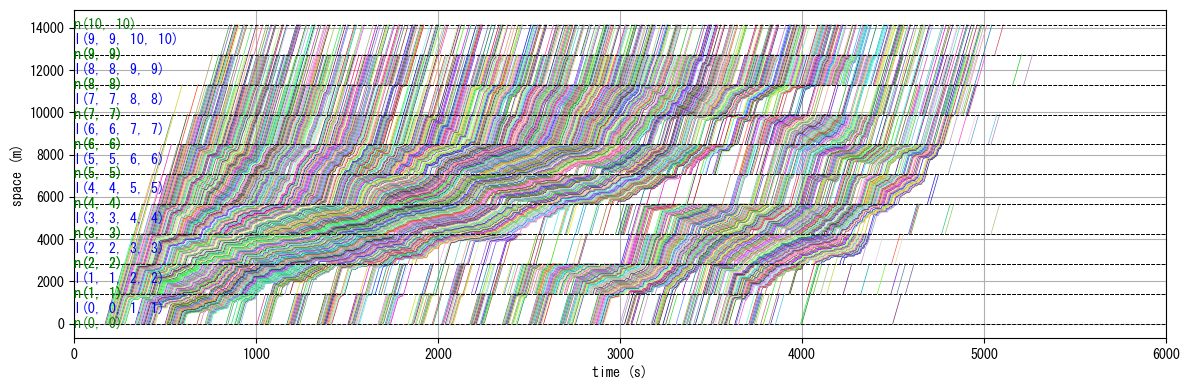 space (m)
14000
12000
10000
8000
6000
4000
2000
0
n(10, 10)
l(9, 9, 10, 10)
n(9, 9)
l(8, 8, 9, 9)
n(8, 8)
l(7, 7, 8, 8)
n(7, 7)
l(6, 6, 7, 7)
n(6, 6)
l(5, 5, 6, 6)
n(5, 5)
l(4, 4, 5, 5)
n(4, 4)
l(3, 3, 4, 4)
n(3, 3)
l(2, 2, 3, 3)
n(2, 2)
l(1, 1, 2, 2)
n(1, 1)
l(0, 0, 1, 1)
n(0, 0)
0 1000 2000 3000 4000 5000 6000
time (s)